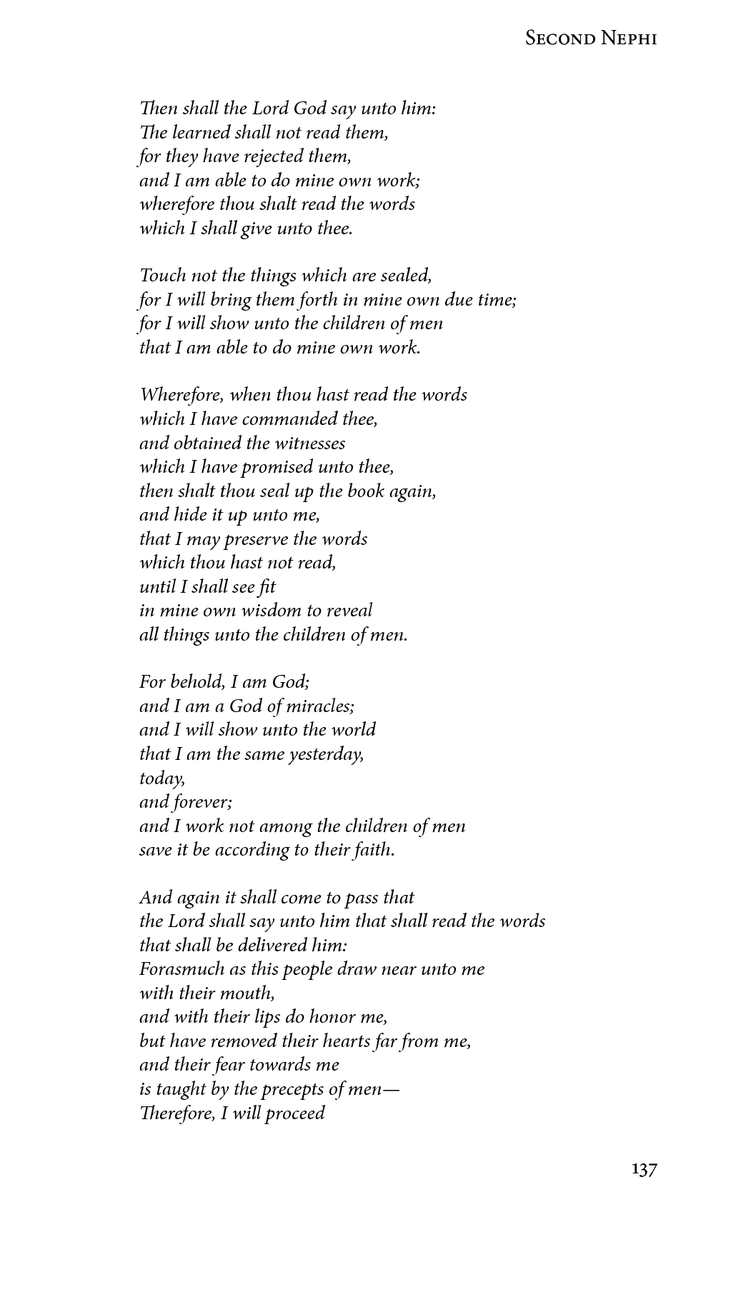 Second Nephi
Then shall the Lord God say unto him:
The learned shall not read them,
for they have rejected them,
and I am able to do mine own work;
wherefore thou shalt read the words
which I shall give unto thee.
Touch not the things which are sealed,
for I will bring them forth in mine own due time;
for I will show unto the children of men
that I am able to do mine own work.
Wherefore, when thou hast read the words
which I have commanded thee,
and obtained the witnesses
which I have promised unto thee,
then shalt thou seal up the book again,
and hide it up unto me,
that I may preserve the words
which thou hast not read,
until I shall see fit
in mine own wisdom to reveal
all things unto the children of men.
For behold, I am God;
and I am a God of miracles;
and I will show unto the world
that I am the same yesterday,
today,
and forever;
and I work not among the children of men
save it be according to their faith.
And again it shall come to pass that
the Lord shall say unto him that shall read the words
that shall be delivered him:
Forasmuch as this people draw near unto me
with their mouth,
and with their lips do honor me,
but have removed their hearts far from me,
and their fear towards me
is taught by the precepts of men—
Therefore, I will proceed
137